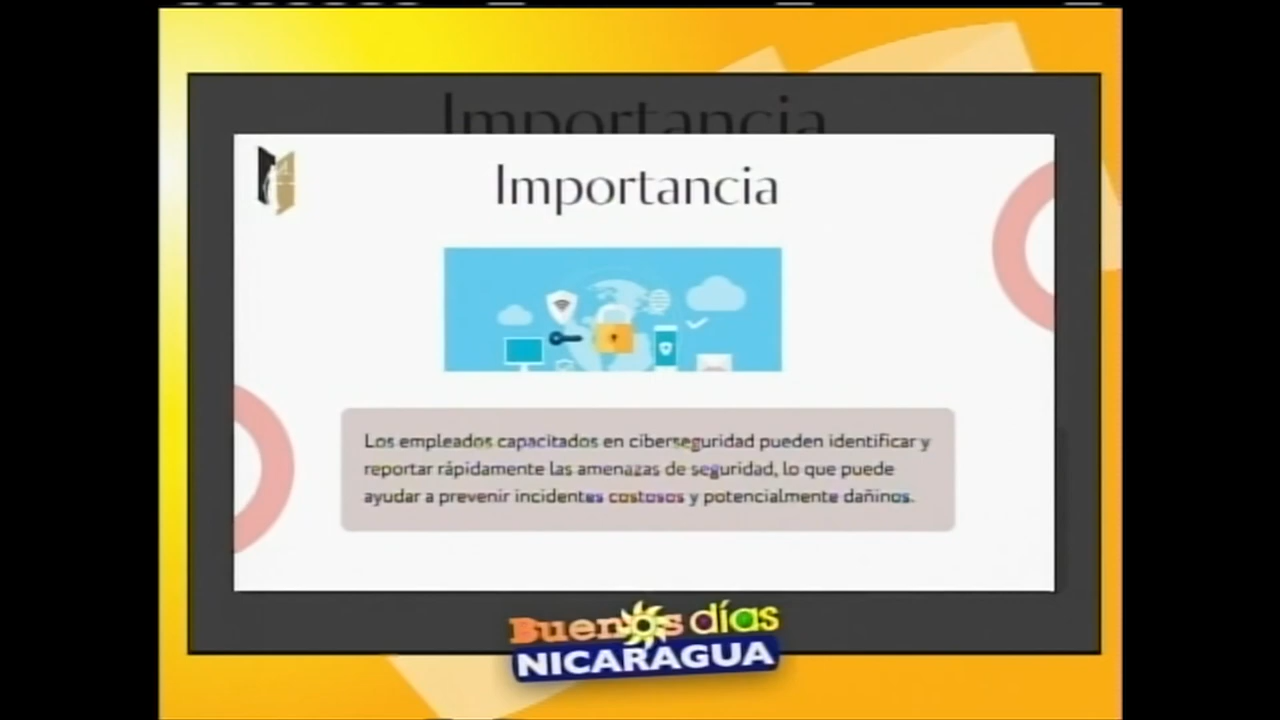 Importancia
Importancia
Los empleados capacitados en ciberseguridad pueden identificar y
reportar rápidamente las amenazas de seguridad, lo que puede
ayudar a prevenir incidentes costosos y potencialmente dañinos.
Buenos días
NICARAGUA